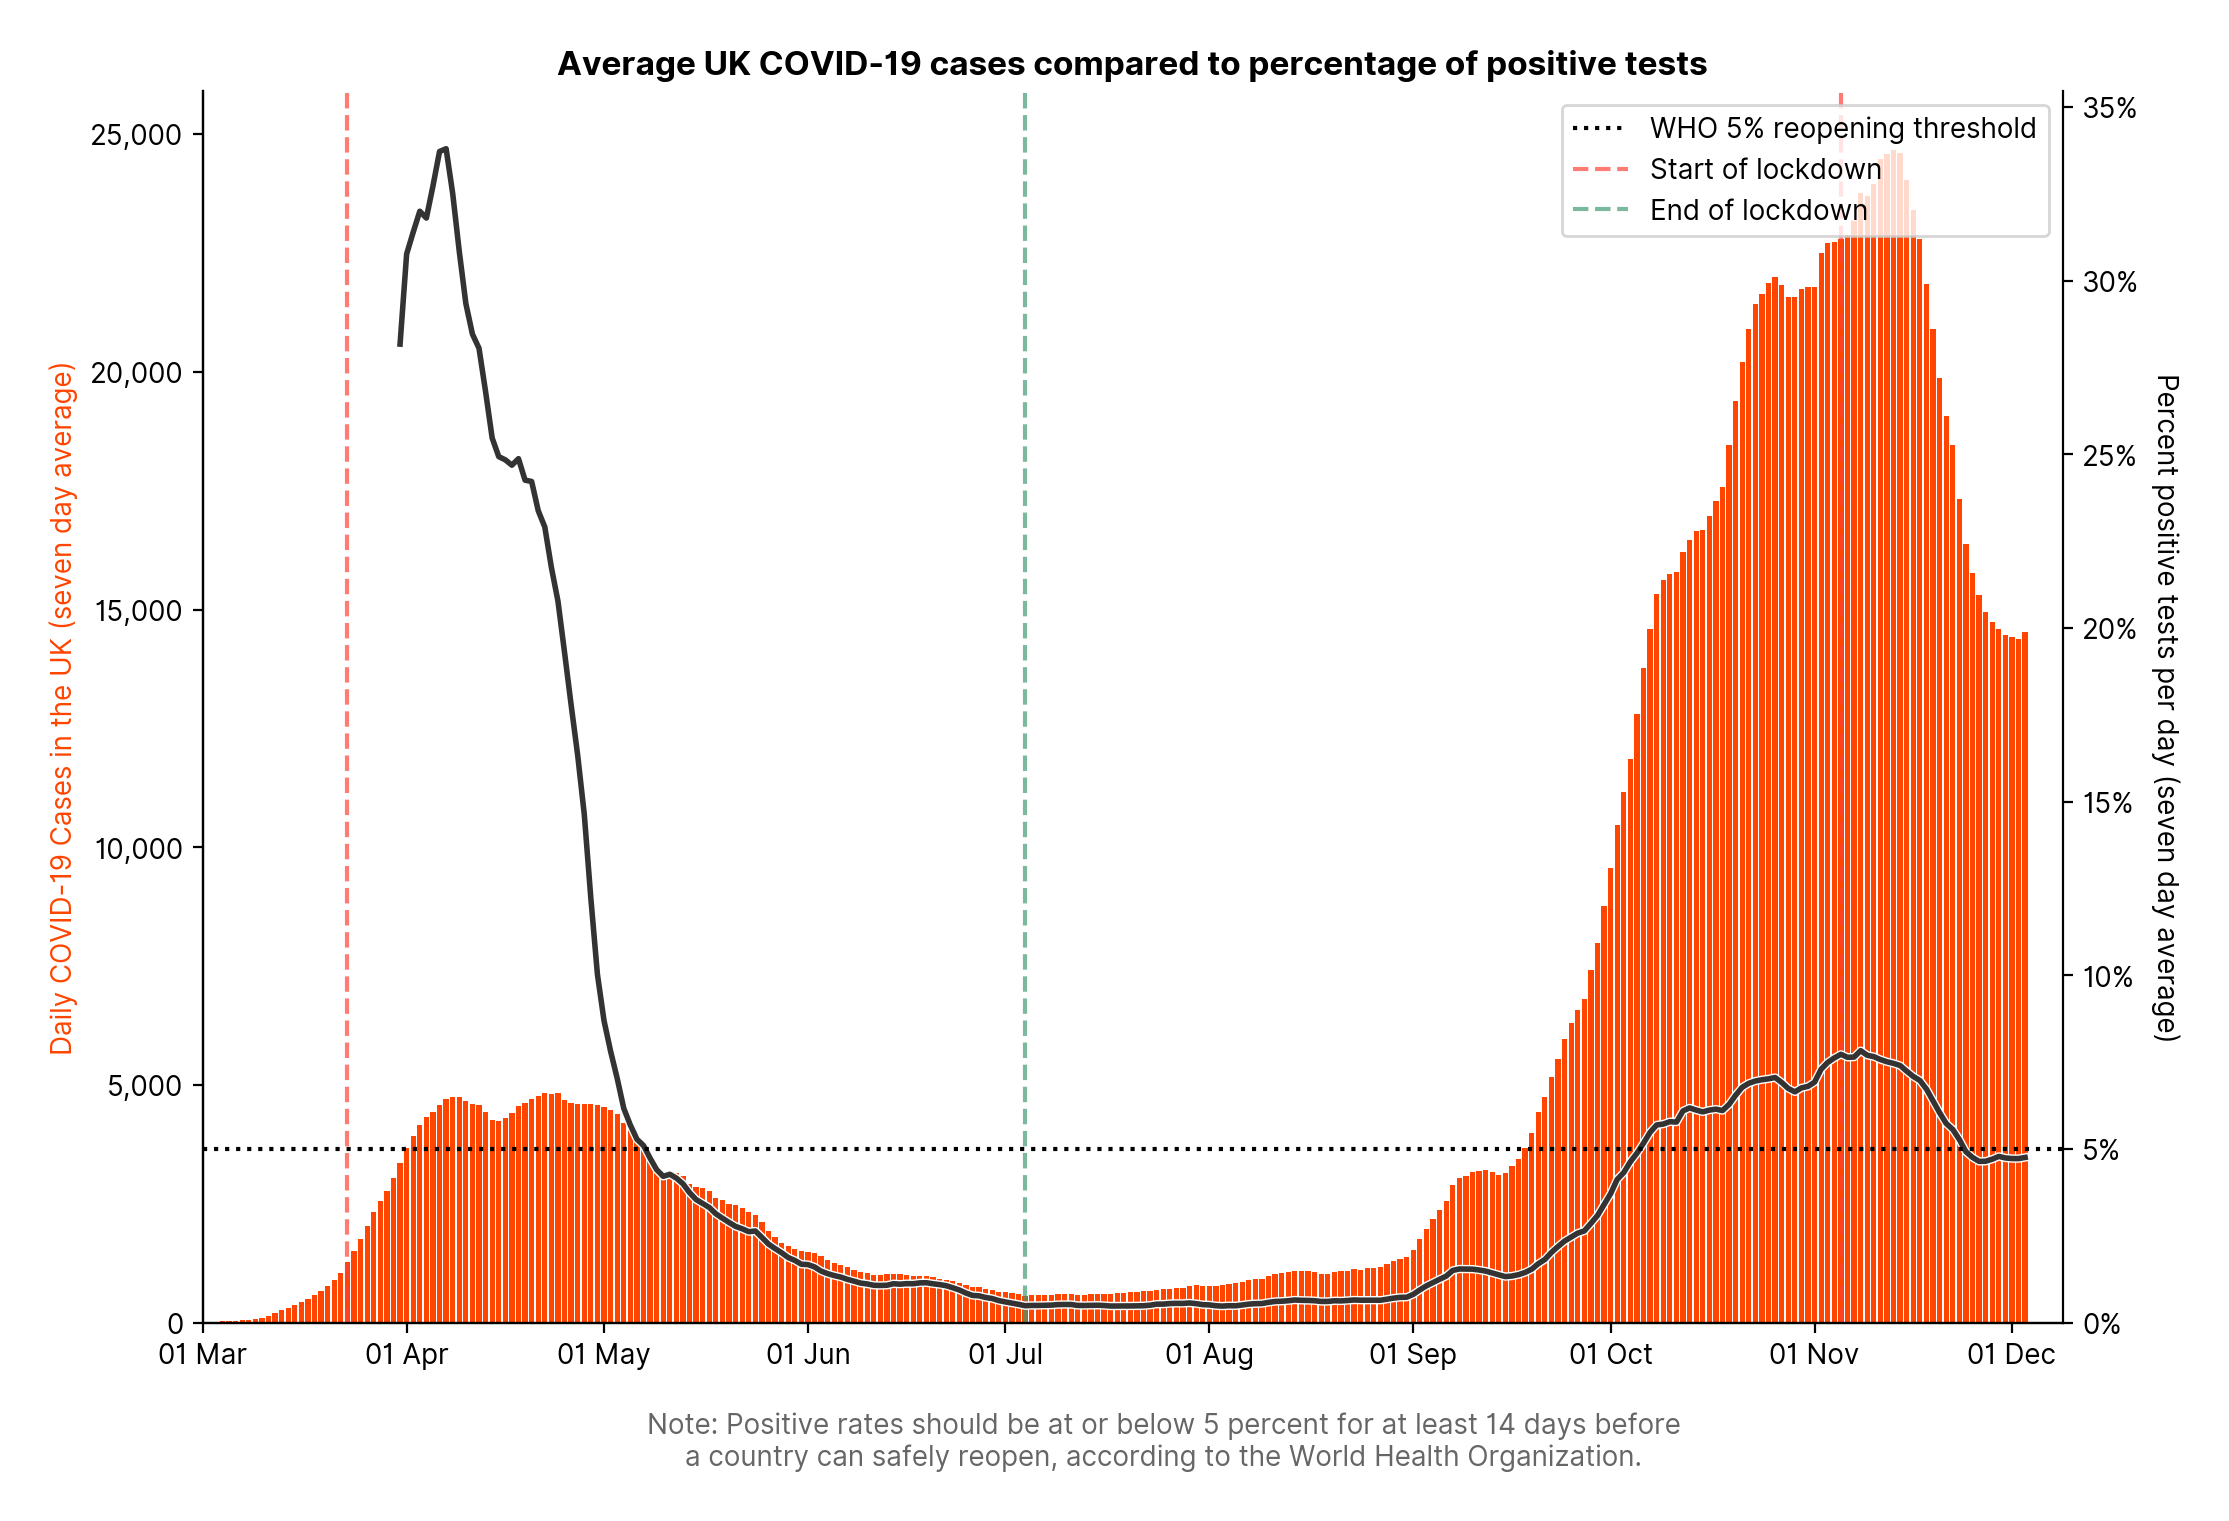 Average UK COVID-19 cases compared to percentage of positive tests
WHO 5% reopening threshold
Start of lockdown
End of lockdown
Daily COVID-19 Cases in the UK (seven day average)
25,000
20,000
15,000
10,000
5,000
0
35%
30%
25%
20%
15%
10%
5%
0%
Percent positive tests per day (seven day average)
01 Mar
01 Apr
01 May
01 Jun
01 Jul
01 Aug
01 Sep
01 Oct
01 Nov
01 Dec
Note: Positive rates should be at or below 5 percent for at least 14 days before
a country can safely reopen, according to the World Health Organization.